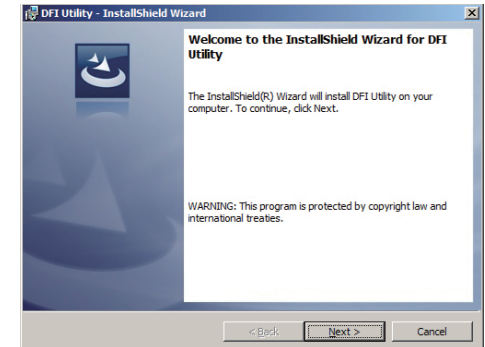 DFI Utility - InstallShield Wizard
Welcome to the InstallShield Wizard for DFI
Utility
The InstallShield(R) Wizard will install DFI Utility on your
computer. To continue, click Next.
WARNING: This program is protected by copyright law and
international treaties.
< Back Next > Cancel